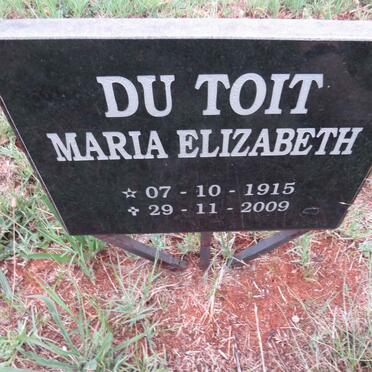 DU TOIT
MARIA ELIZABETH
☆ 07 - 10 - 1915
✞ 29 - 11 - 2009